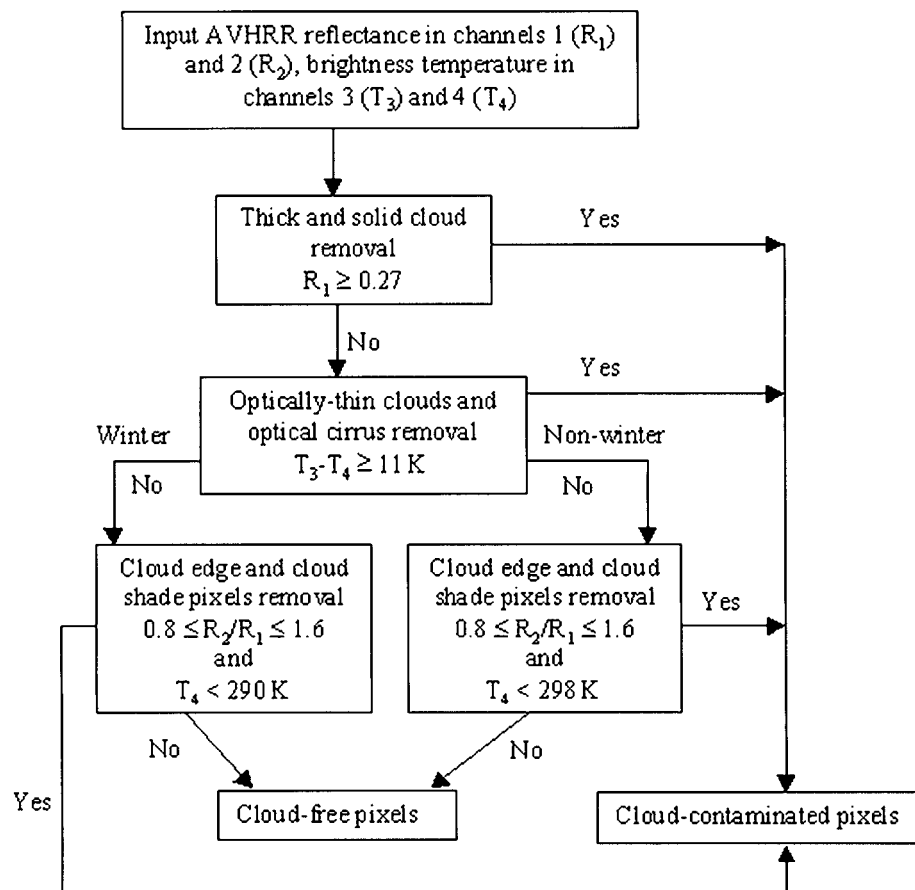 Input AVHRR reflectance in channels 1 (R₁)
and 2 (R₂), brightness temperature in
channels 3 (T₃) and 4 (T₄)
Thick and solid cloud
removal
R₁ ≥ 0.27
Yes
No
Optically-thin clouds and
optical cirrus removal
T₃-T₄ ≥ 11 K
Yes
Winter
No
Non-winter
No
Cloud edge and cloud
shade pixels removal
0.8 ≤ R₂/R₁ ≤ 1.6
and
T₄ < 290 K
Cloud edge and cloud
shade pixels removal
0.8 ≤ R₂/R₁ ≤ 1.6
and
T₄ < 298 K
Yes
No
No
Yes
Cloud-free pixels
Cloud-contaminated pixels